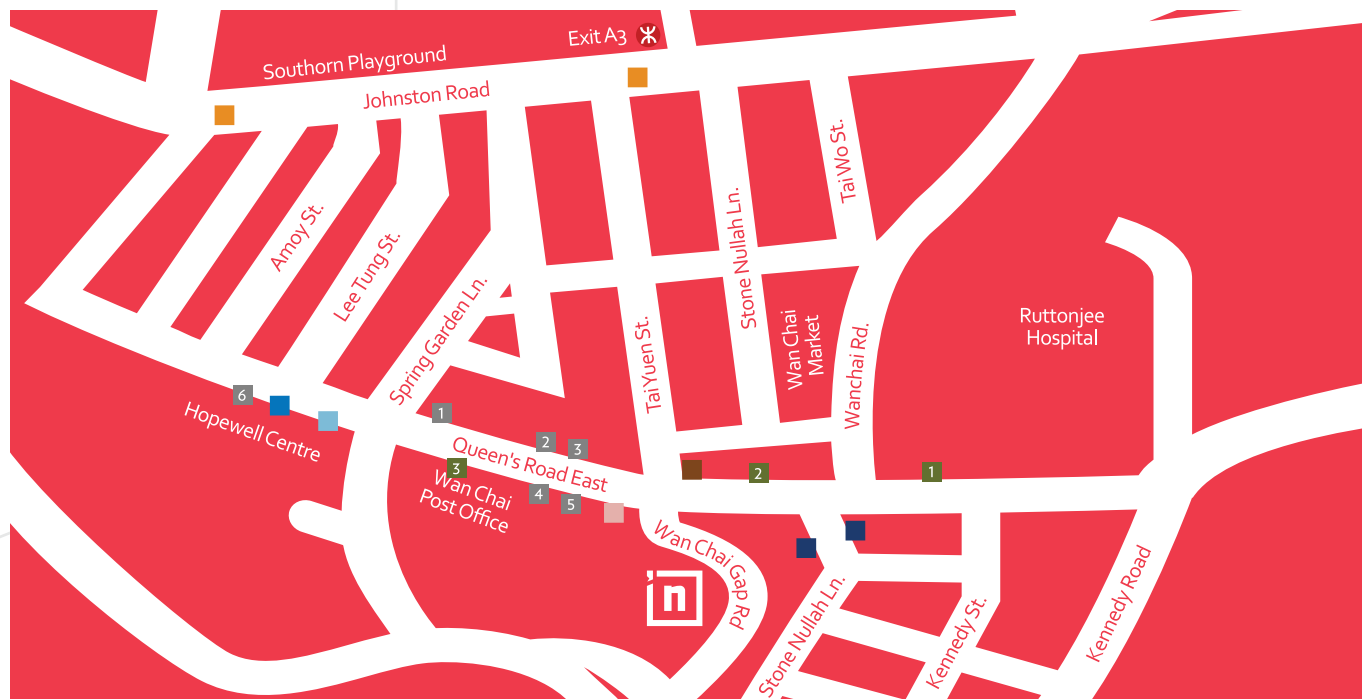 Exit A3
Southorn Playground
Johnston Road
Tai Wo St.
Amoy St.
Lee Tung St.
Stone Nullah Ln.
Spring Garden Ln.
Tai Yuen St.
Wan Chai
Market
Wanchai Rd.
Ruttonjee
Hospital
6
Hopewell Centre
1
2
3
Queen's Road East
3
Wan Chai
Post Office
4
5
2
1
Wan Chai Gap Rd
n
Stone Nullah Ln.
Kennedy St.
Kennedy Road